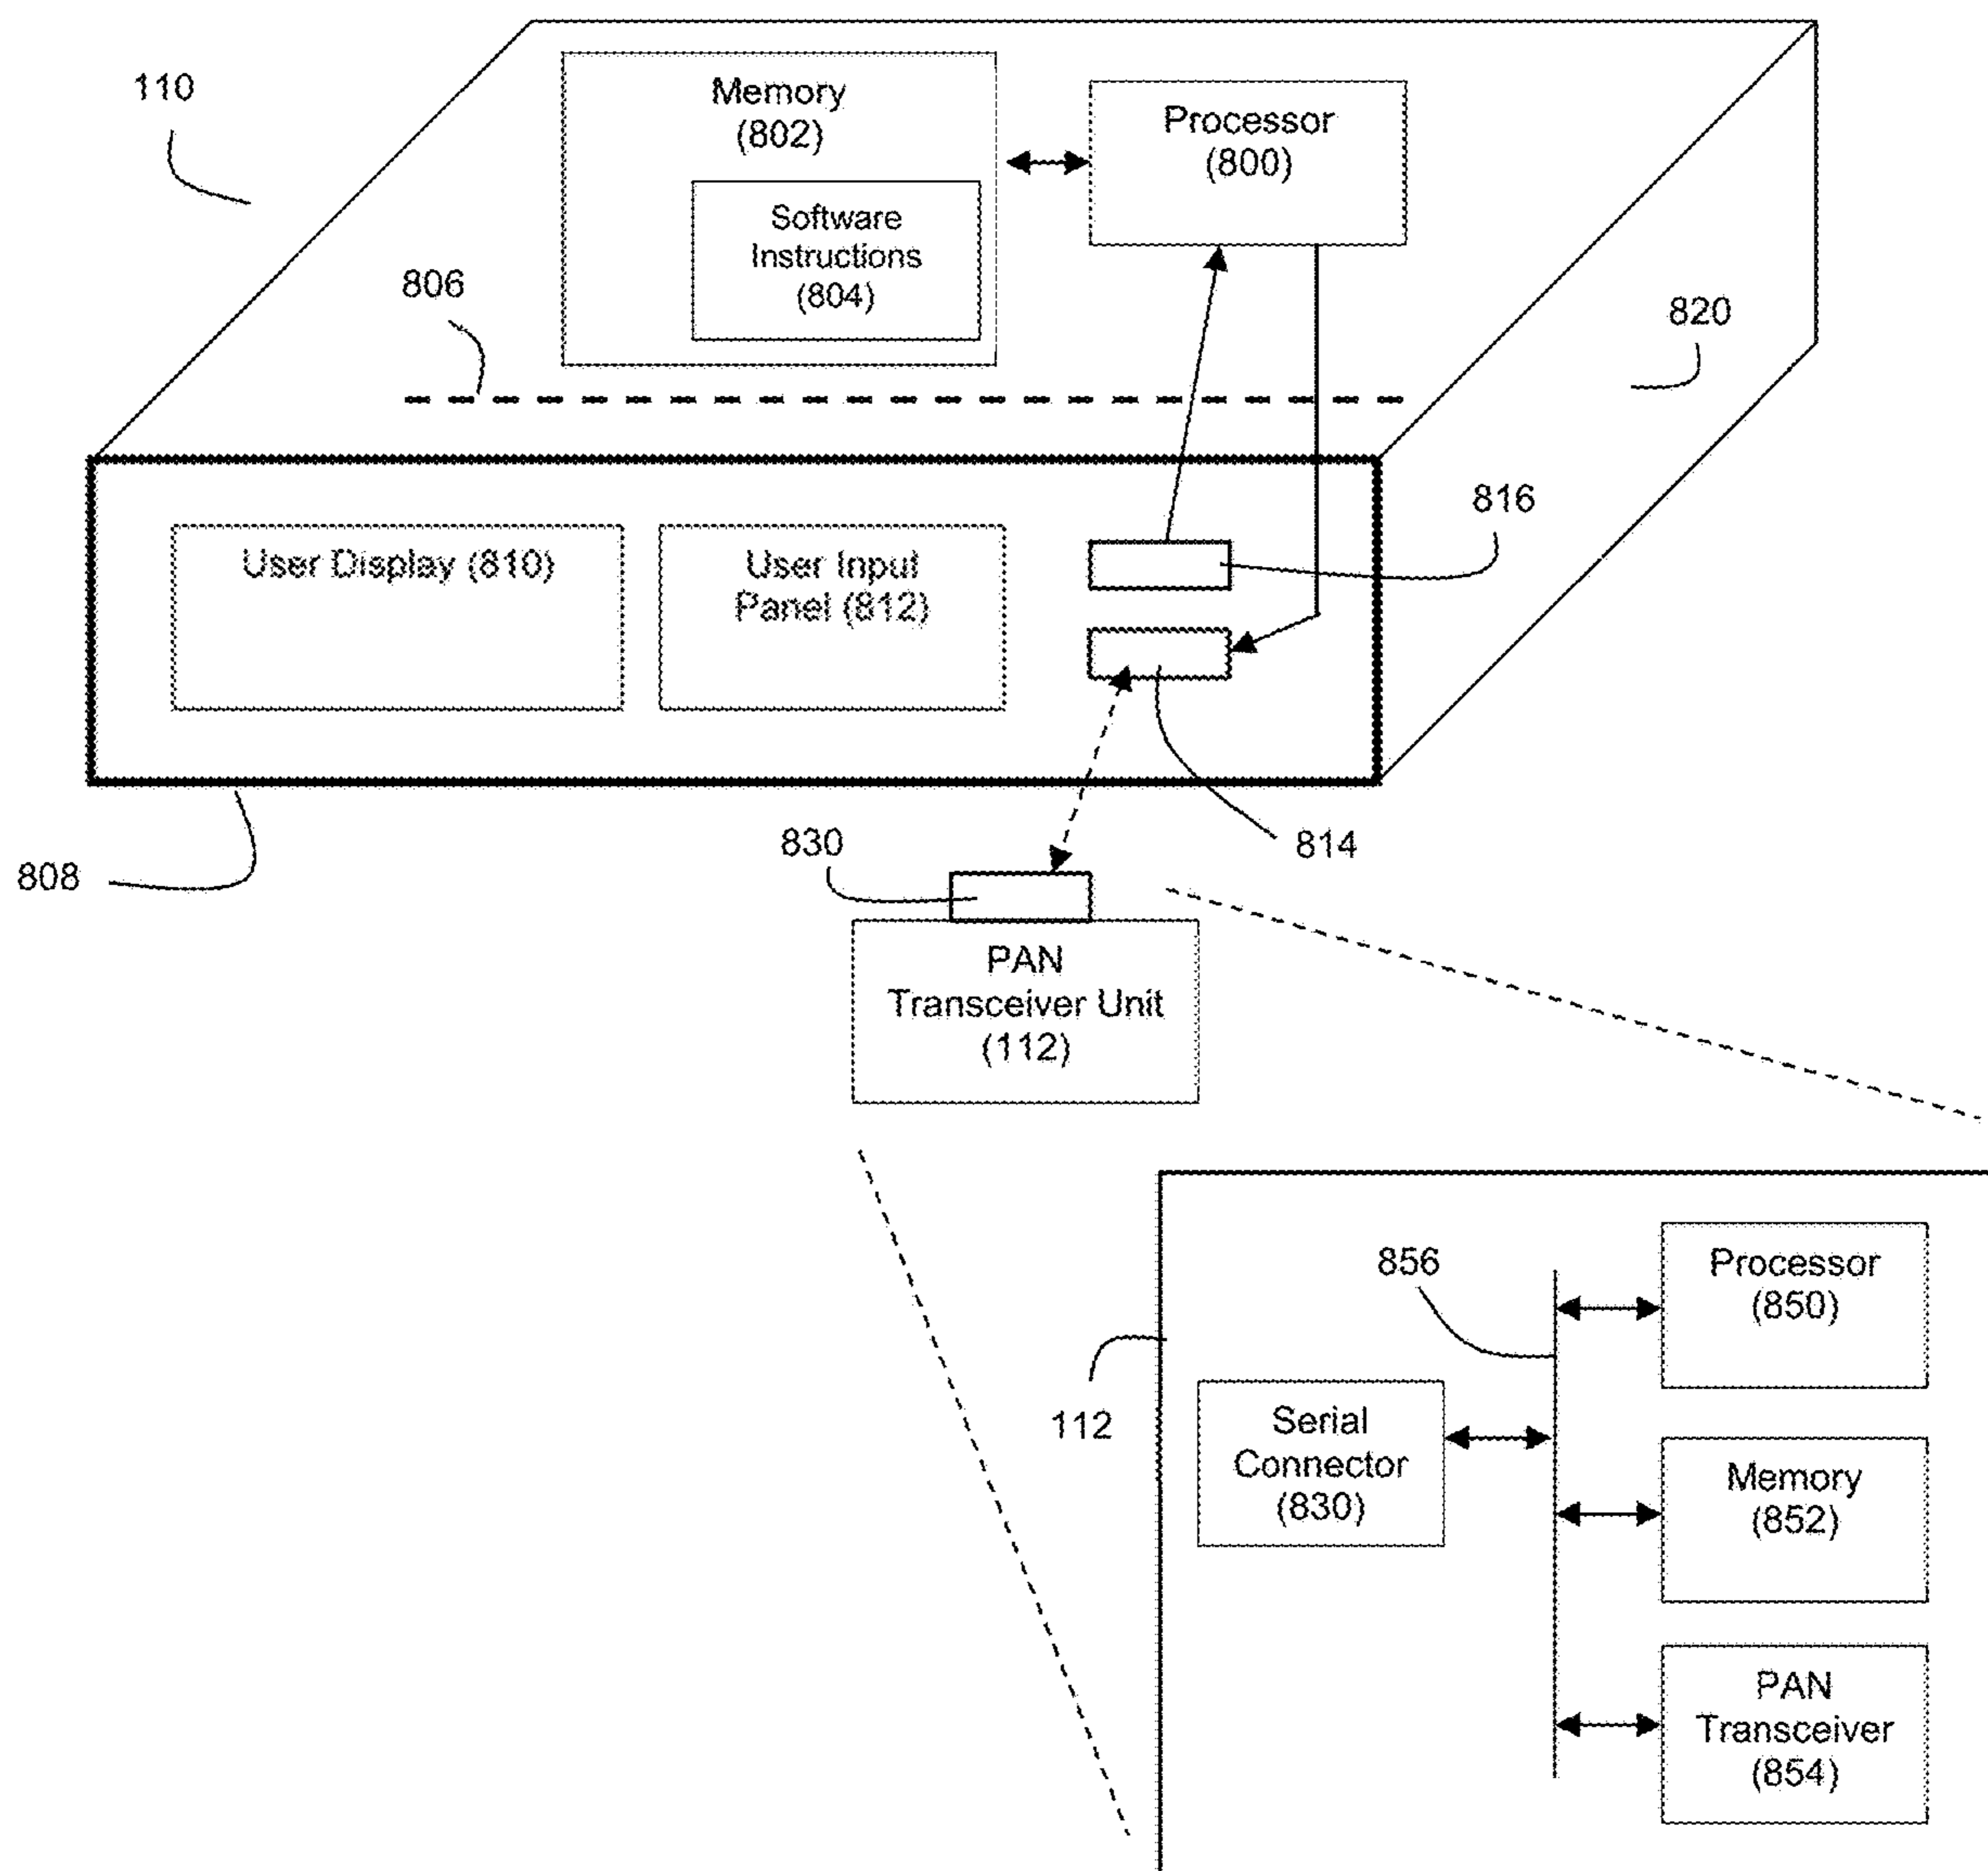 110
Memory
(802)
Software
Instructions
(804)
Processor
(800)
806
820
User Display (810)
User Input
Panel (812)
816
814
808
830
PAN
Transceiver Unit
(112)
856
112
Serial
Connector
(830)
Processor
(850)
Memory
(852)
PAN
Transceiver
(854)